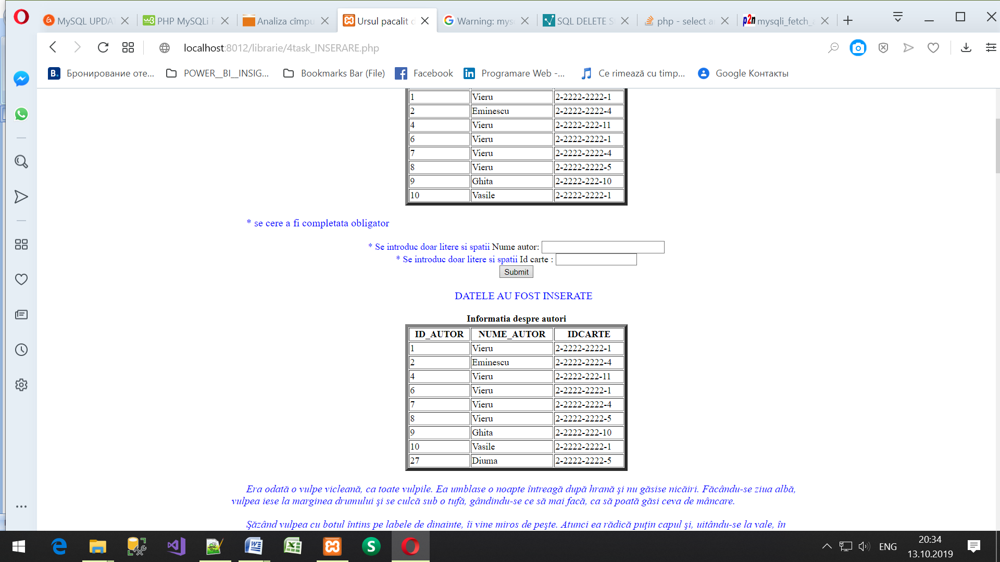 MySQL UPDA
PHP MySQLi F
Analiza cîmpu
Ursul pacalit c
Warning: mys
SQL DELETE S
php - select a
p2n mysqli_fetch_a
localhost:8012/librarie/4task_INSERARE.php
B. Бронирование оте...
POWER__BI__INSIG...
Bookmarks Bar (File)
Facebook
in Programare Web -...
Ce rimează cu timp...
Google Контакты
1 Vieru 2-2222-2222-1
2 Eminescu 2-2222-2222-4
4 Vieru 2-2222-222-11
6 Vieru 2-2222-2222-1
7 Vieru 2-2222-2222-4
8 Vieru 2-2222-2222-5
9 Ghita 2-2222-222-10
10 Vasile 2-2222-2222-1
* se cere a fi completata obligator
* Se introduc doar litere si spatii Nume autor:
* Se introduc doar litere si spatii Id carte :
Submit
DATELE AU FOST INSERATE
Informatia despre autori
ID_AUTOR NUME_AUTOR IDCARTE
1 Vieru 2-2222-2222-1
2 Eminescu 2-2222-2222-4
4 Vieru 2-2222-222-11
6 Vieru 2-2222-2222-1
7 Vieru 2-2222-2222-4
8 Vieru 2-2222-2222-5
9 Ghita 2-2222-222-10
10 Vasile 2-2222-2222-1
27 Diuma 2-2222-2222-5
Era odată o vulpe vicleană, ca toate vulpile. Ea umblase o noapte întreagă după hrană şi nu găsise nicăiri. Făcându-se ziua albă,
vulpea iese la marginea drumului şi se culcă sub o tufă, gândindu-se ce să mai facă, ca să poată găsi ceva de mâncare.
Şăzând vulpea cu botul întins pe labele de dinainte, îi vine miros de peşte. Atunci ea rădică puţin capul şi, uitându-se la vale, în
ENG
20:34
13.10.2019